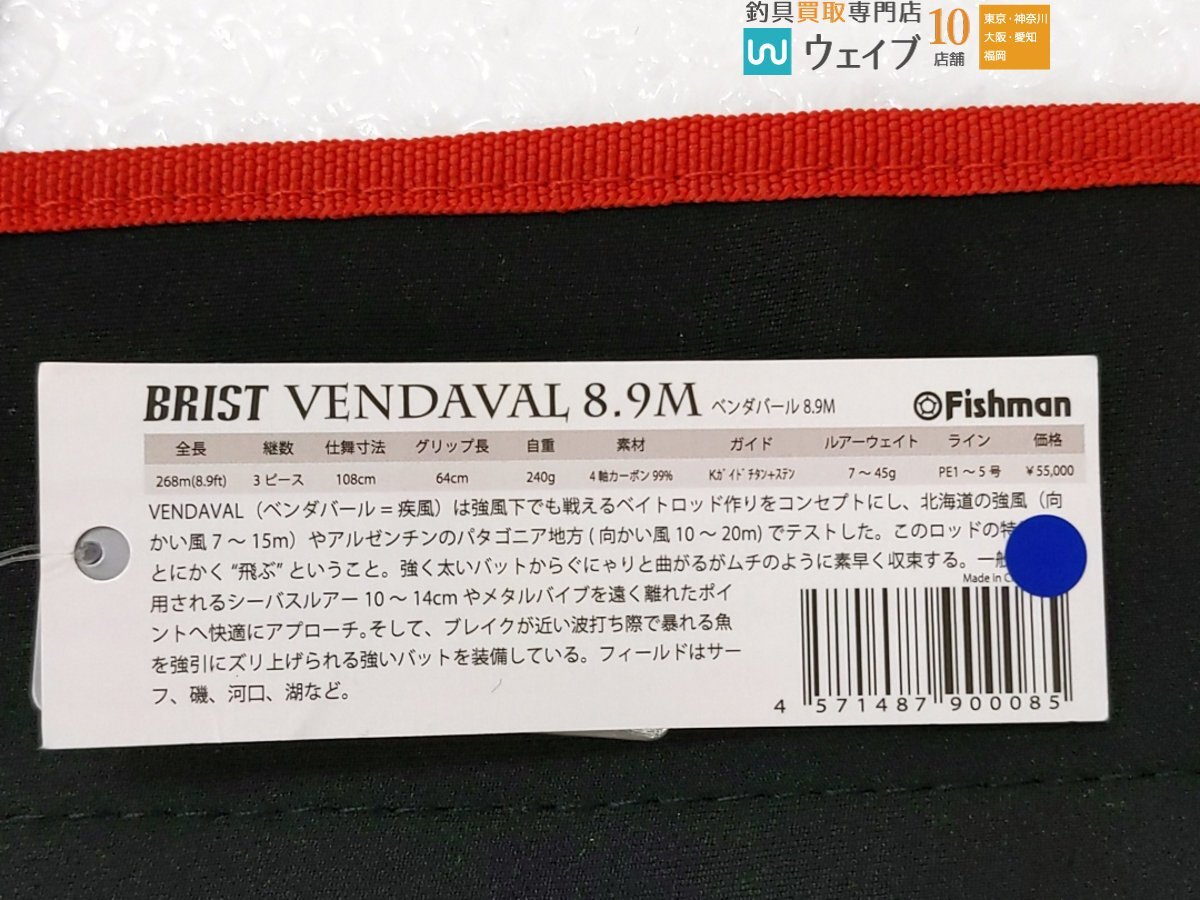 釣具買取専門店
ウェイブ
10
店舗
東京・神奈川
大阪・愛知
福岡
BRIST VENDAVAL 8.9M ベンダバール 8.9M Fishman
全長 継数 仕舞寸法 グリップ長 自重 素材 ガイド ルアーウェイト ライン 価格
268m(8.9ft) 3 ピース 108cm 64cm 240g 4 軸カーボン 99% Kｶﾞｲﾄﾞﾁﾀﾝ+ｽﾃﾝ 7 〜 45g PE1 〜 5 号 ￥55,000
VENDAVAL（ベンダバール = 疾風）は強風下でも戦えるベイトロッド作りをコンセプトにし、北海道の強風（向
かい風 7 〜 15m）やアルゼンチンのパタゴニア地方 ( 向かい風 10 〜 20m) でテストした。このロッドの特
とにかく “飛ぶ” ということ。強く太いバットからぐにゃりと曲がるがムチのように素早く収束する。一般
用されるシーバスルアー 10 〜 14cm やメタルバイブを遠く離れたポイ
ントへ快適にアプローチ。そして、ブレイクが近い波打ち際で暴れる魚
を強引にズリ上げられる強いバットを装備している。フィールドはサー
フ、磯、河口、湖など。
Made in
4 571487 900085